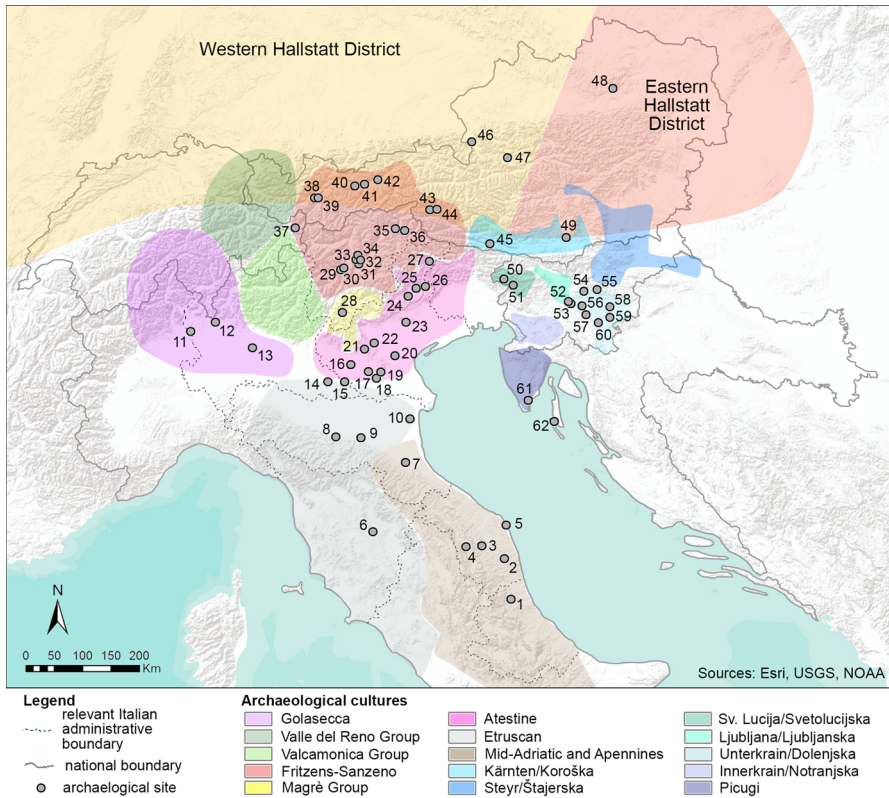 Western Hallstatt District
Eastern
Hallstatt
District
48
46
47
38
39
40
41
42
43
44
37
35
36
45
49
33
34
32
31
30
29
27
25
26
24
28
23
50
51
52
53
54
55
56
57
58
59
60
11
12
13
21
22
20
16
17
19
18
14
15
10
8
9
7
61
62
6
5
4
3
2
1
N
0 50 100 150 200
Km
Sources: Esri, USGS, NOAA
Legend
relevant Italian
administrative
boundary
national boundary
archaelogical site
Archaeological cultures
Golasecca
Valle del Reno Group
Valcamonica Group
Fritzens-Sanzeno
Magrè Group
Atestine
Etruscan
Mid-Adriatic and Apennines
Kärnten/Koroška
Steyr/Štajerska
Sv. Lucija/Svetolucijska
Ljubljana/Ljubljanska
Unterkrain/Dolenjska
Innerkrain/Notranjska
Picugi